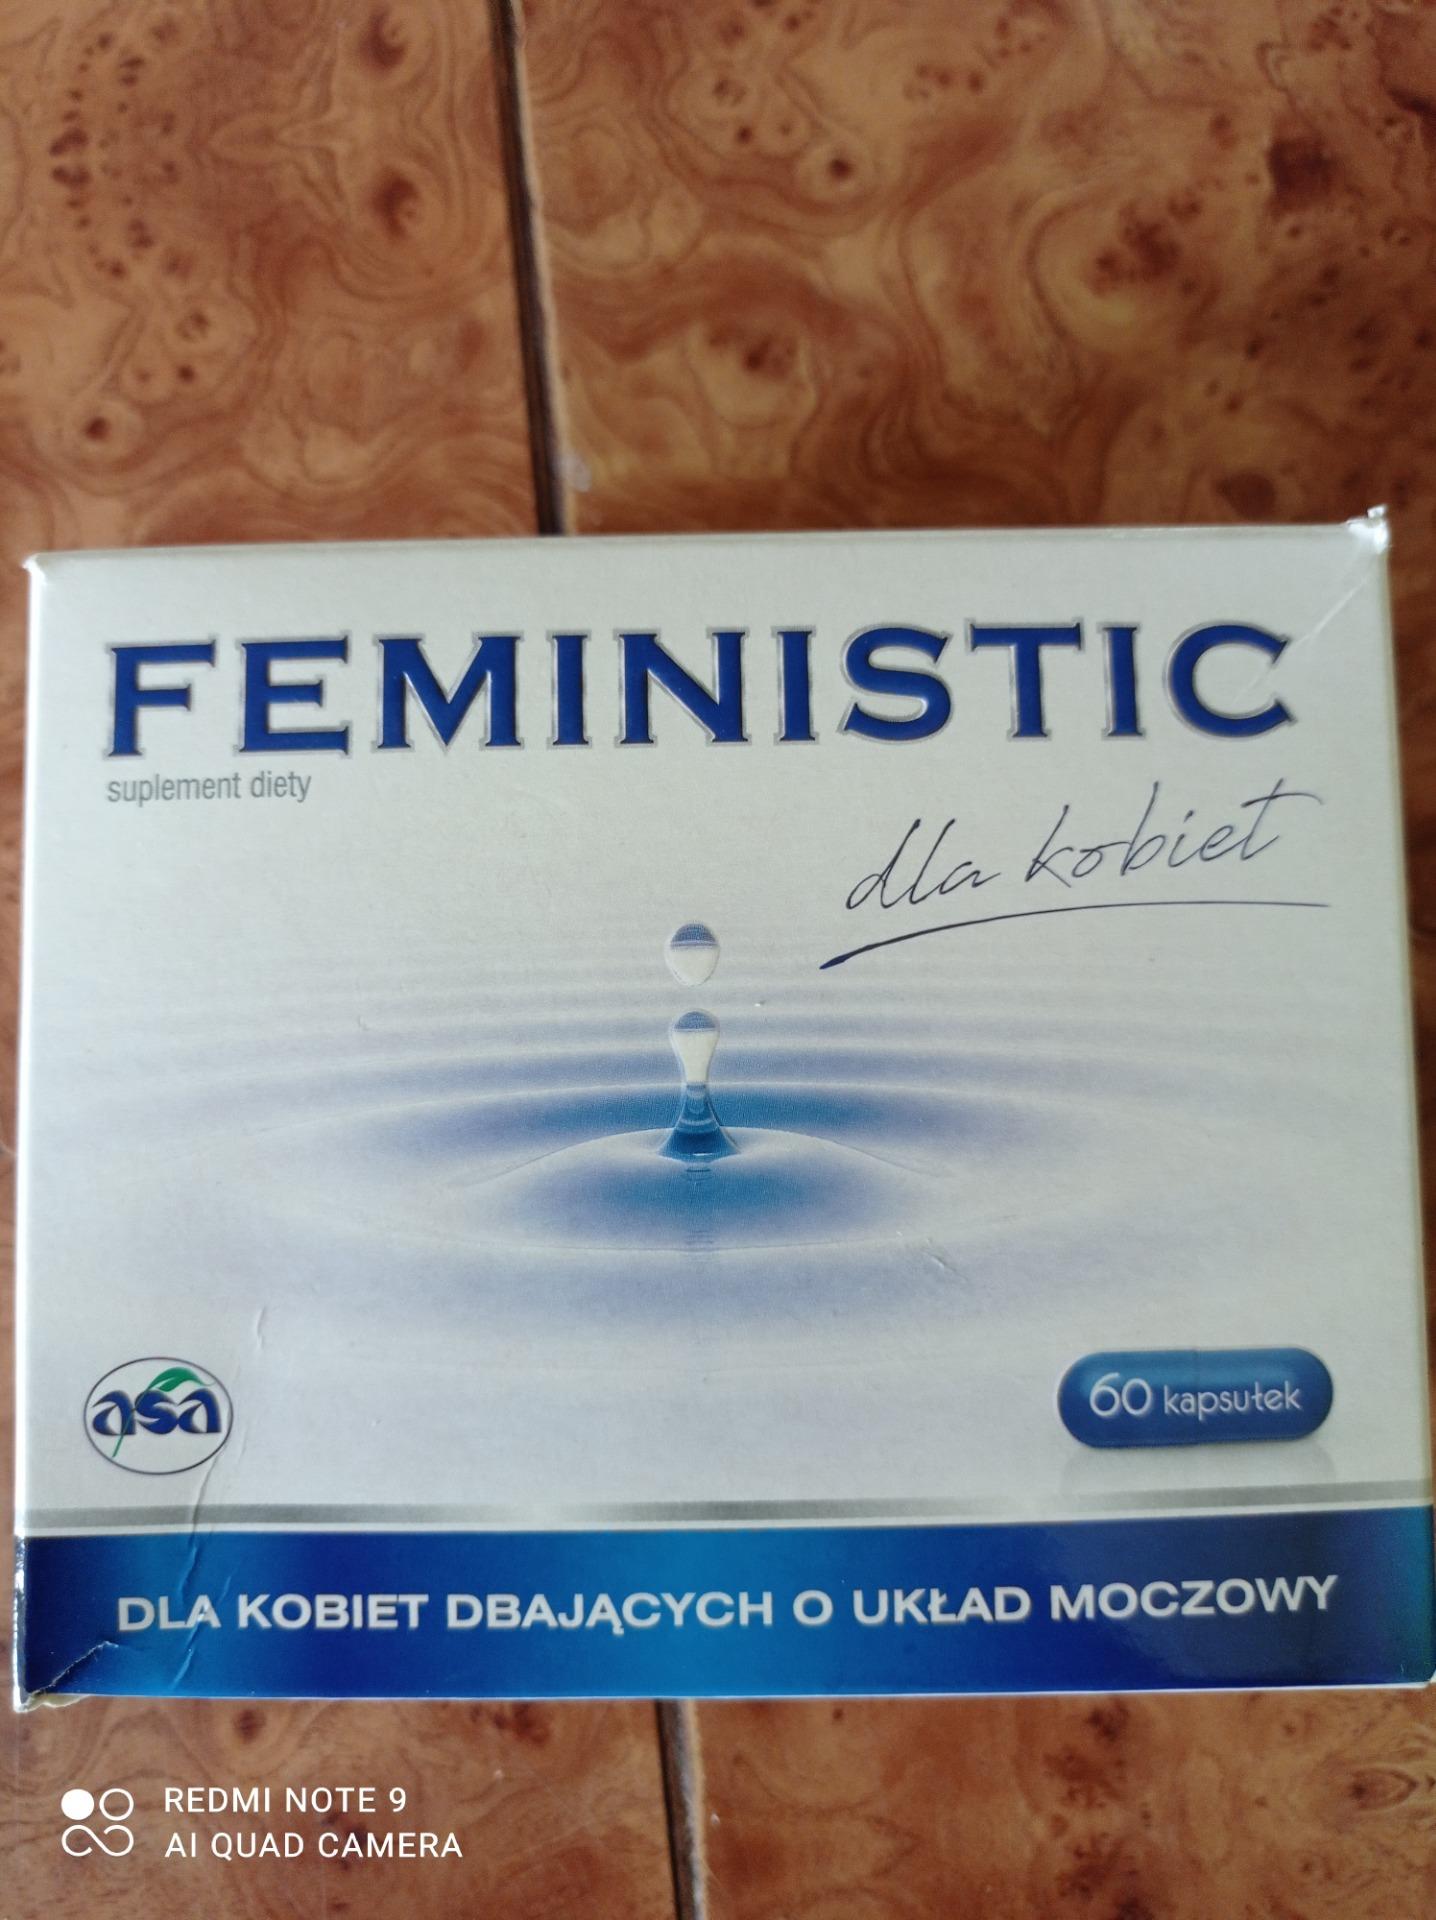 FEMINISTIC
suplement diety
dla kobiet
asa
60 kapsułek
DLA KOBIET DBAJĄCYCH O UKŁAD MOCZOWY
REDMI NOTE 9
AI QUAD CAMERA